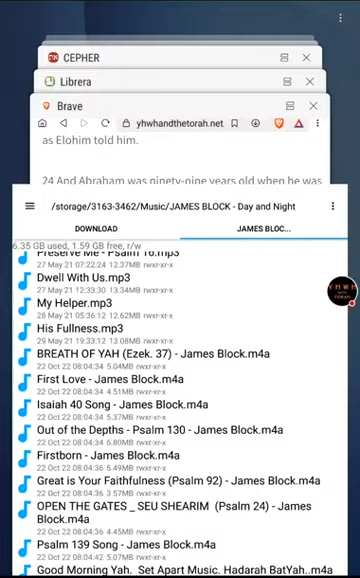 CEPHER
Librera
Brave
yhwhandthetorah.net
as Elohim told him.
24 And Abraham was ninety-nine years old when he was
/storage/3163-3462/Music/JAMES BLOCK - Day and Night
DOWNLOAD
JAMES BLOC...
6.35 GB used, 1.59 GB free, r/w
Preserve Me - Psalm 16.mp3
27 May 21 07:22:24 12.37MB rwxr-xr-x
Dwell With Us.mp3
27 May 21 12:33:30 13.34MB rwxr-xr-x
My Helper.mp3
28 May 21 05:36:12 12.62MB rwxr-xr-x
His Fullness.mp3
29 May 21 19:33:12 13.08MB rwxr-xr-x
BREATH OF YAH (Ezek. 37) - James Block.m4a
22 Oct 22 08:04:34 5.04MB rwxr-xr-x
First Love - James Block.m4a
22 Oct 22 08:04:34 4.51MB rwxr-xr-x
Isaiah 40 Song - James Block.m4a
22 Oct 22 08:04:34 5.37MB rwxr-xr-x
Out of the Depths - Psalm 130 - James Block.m4a
22 Oct 22 08:04:34 6.80MB rwxr-xr-x
Firstborn - James Block.m4a
22 Oct 22 08:04:36 5.49MB rwxr-xr-x
Great is Your Faithfulness (Psalm 92) - James Block.m4a
22 Oct 22 08:04:36 3.57MB rwxr-xr-x
OPEN THE GATES _ SEU SHEARIM (Psalm 24) - James
Block.m4a
22 Oct 22 08:04:36 4.45MB rwxr-xr-x
Psalm 139 Song - James Block.m4a
22 Oct 22 08:04:42 5.07MB rwxr-xr-x
Good Morning Yah. Set Apart Music. Hadarah BatYah..m4a
YHWH
TORAH